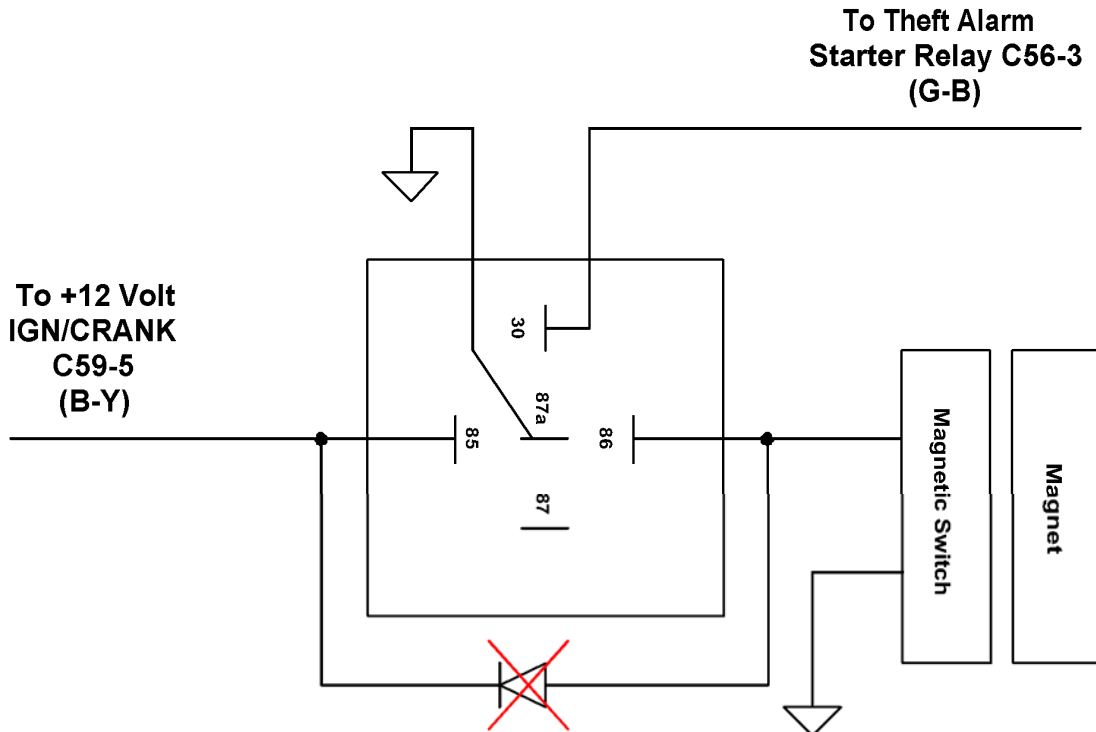 To Theft Alarm
Starter Relay C56-3
(G-B)
To +12 Volt
IGN/CRANK
C59-5
(B-Y)
30
87a
85
86
87
Magnetic Switch
Magnet